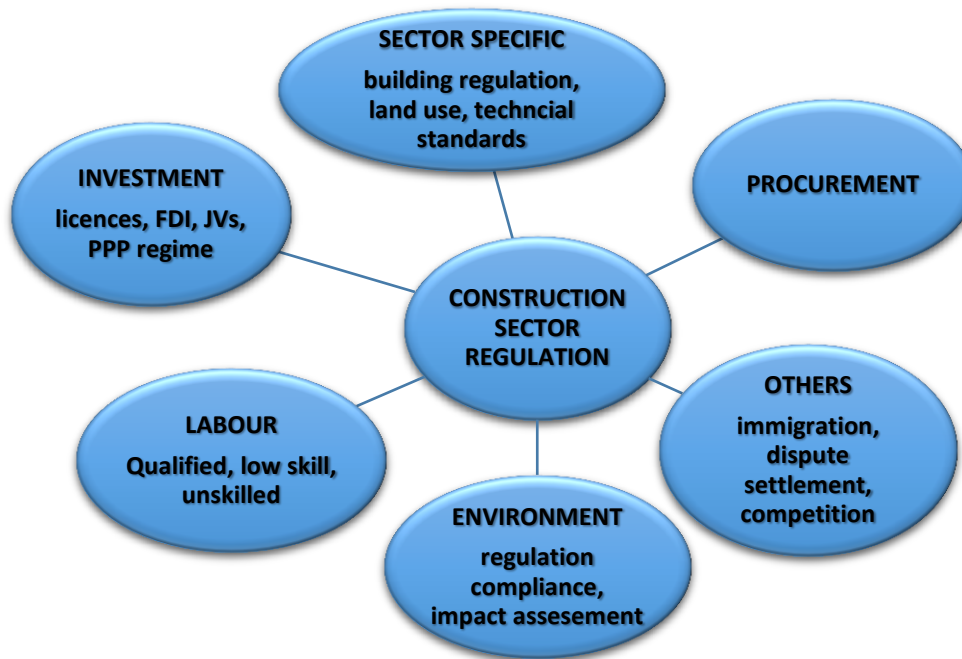 SECTOR SPECIFIC
building regulation,
land use, techncial
standards
INVESTMENT
licences, FDI, JVs,
PPP regime
PROCUREMENT
CONSTRUCTION
SECTOR
REGULATION
LABOUR
Qualified, low skill,
unskilled
OTHERS
immigration,
dispute
settlement,
competition
ENVIRONMENT
regulation
compliance,
impact assesement